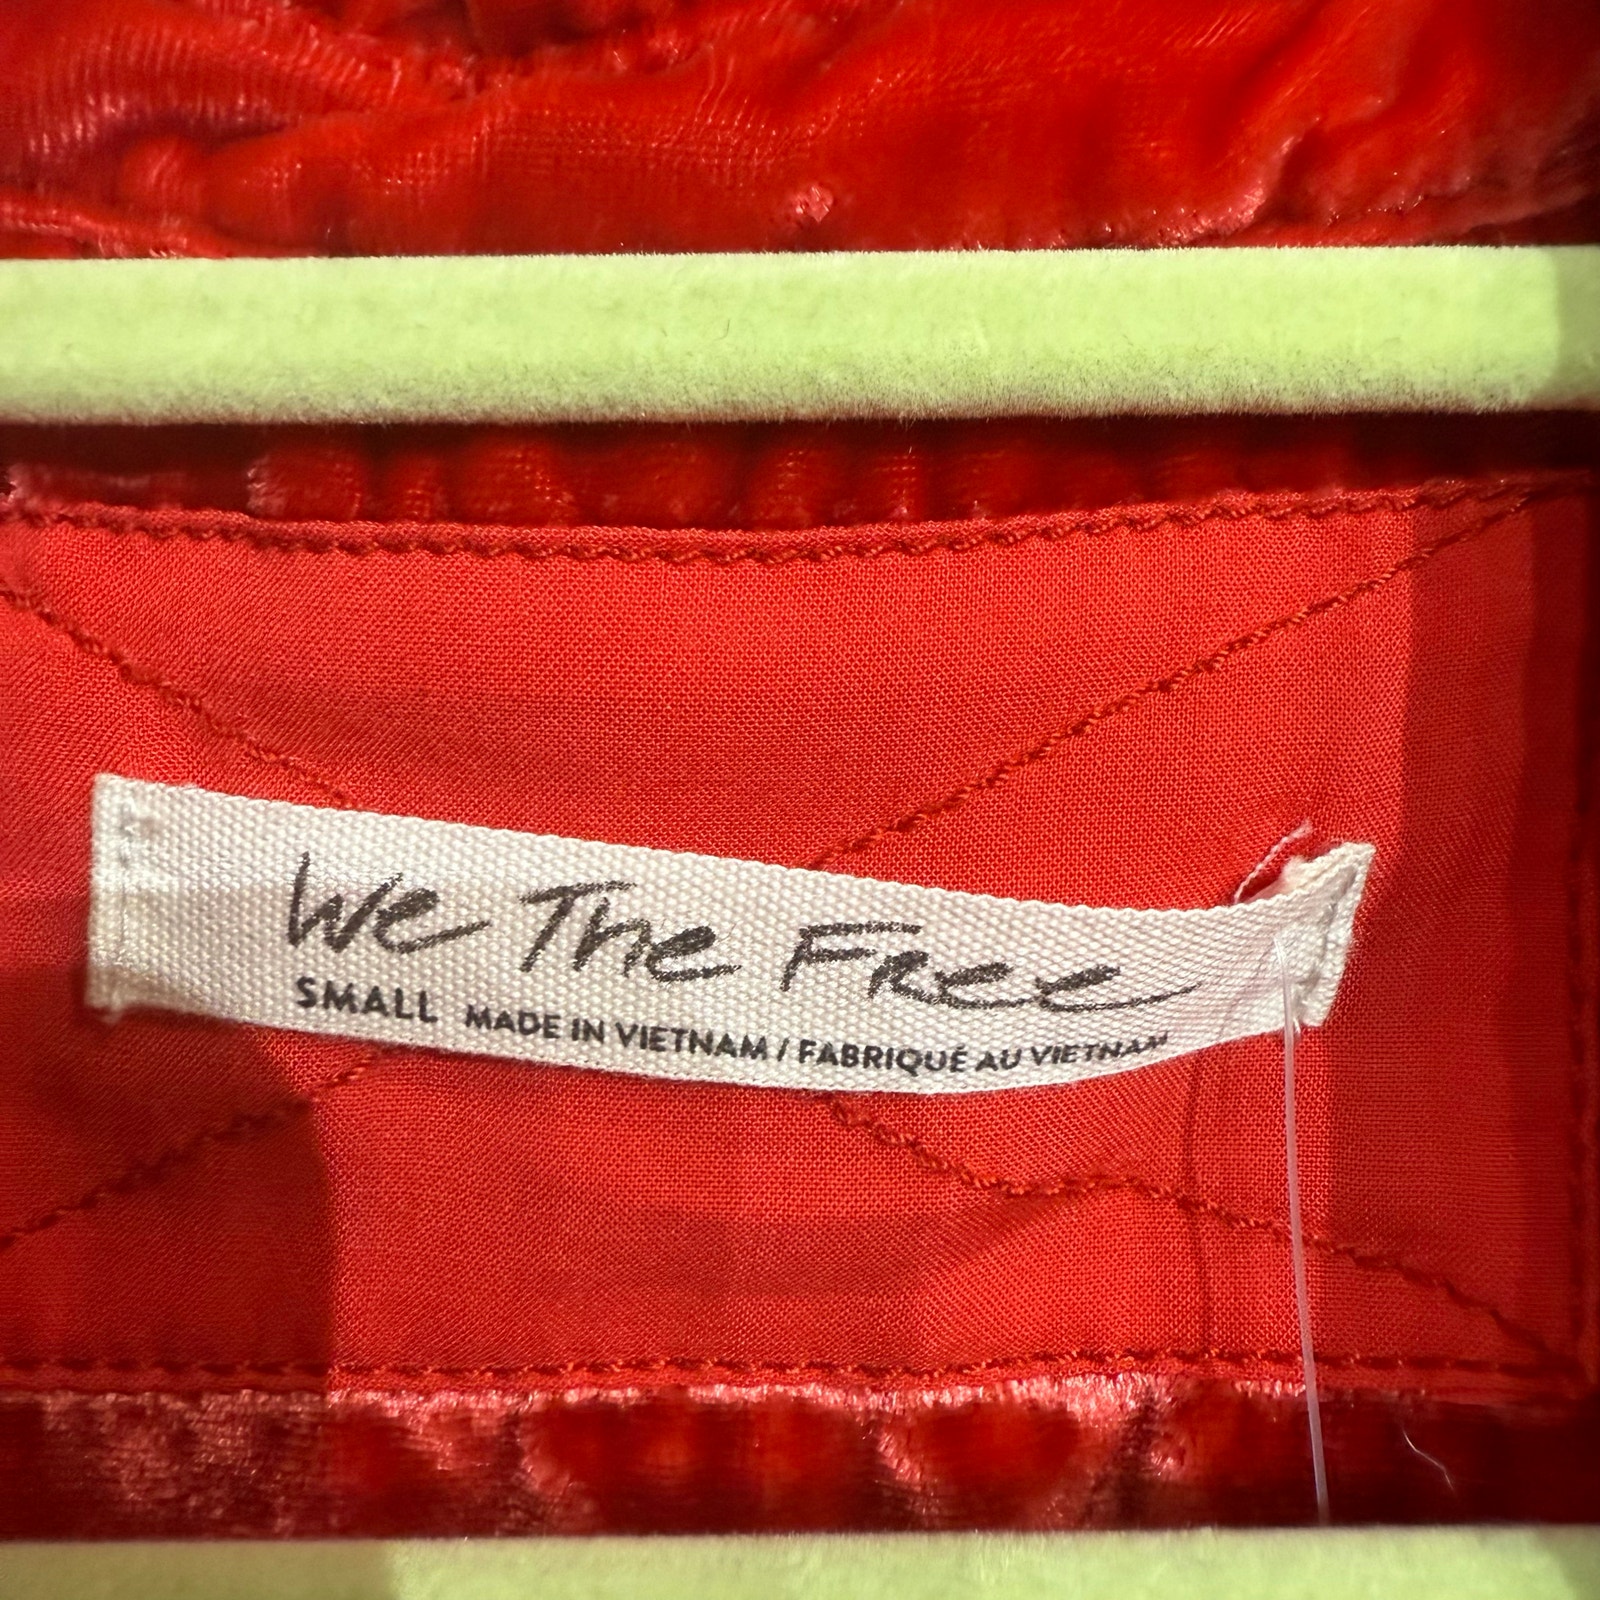 We The Free
SMALL MADE IN VIETNAM / FABRIQUÉ AU VIETNAM